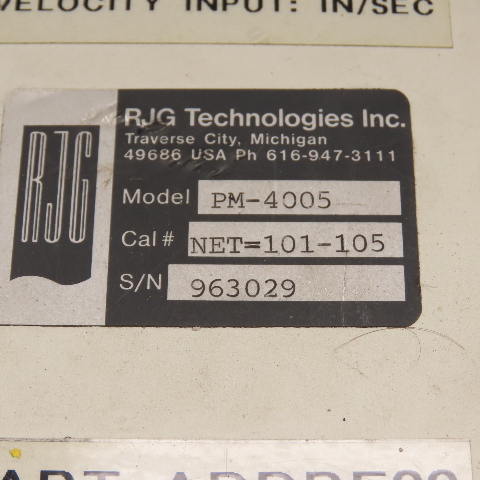 VELOCITY INPUT: IN/SEC
RJG
RJG Technologies Inc.
Traverse City, Michigan
49686 USA Ph 616-947-3111
Model PM-4005
Cal# NET=101-105
S/N 963029
ADDRESS